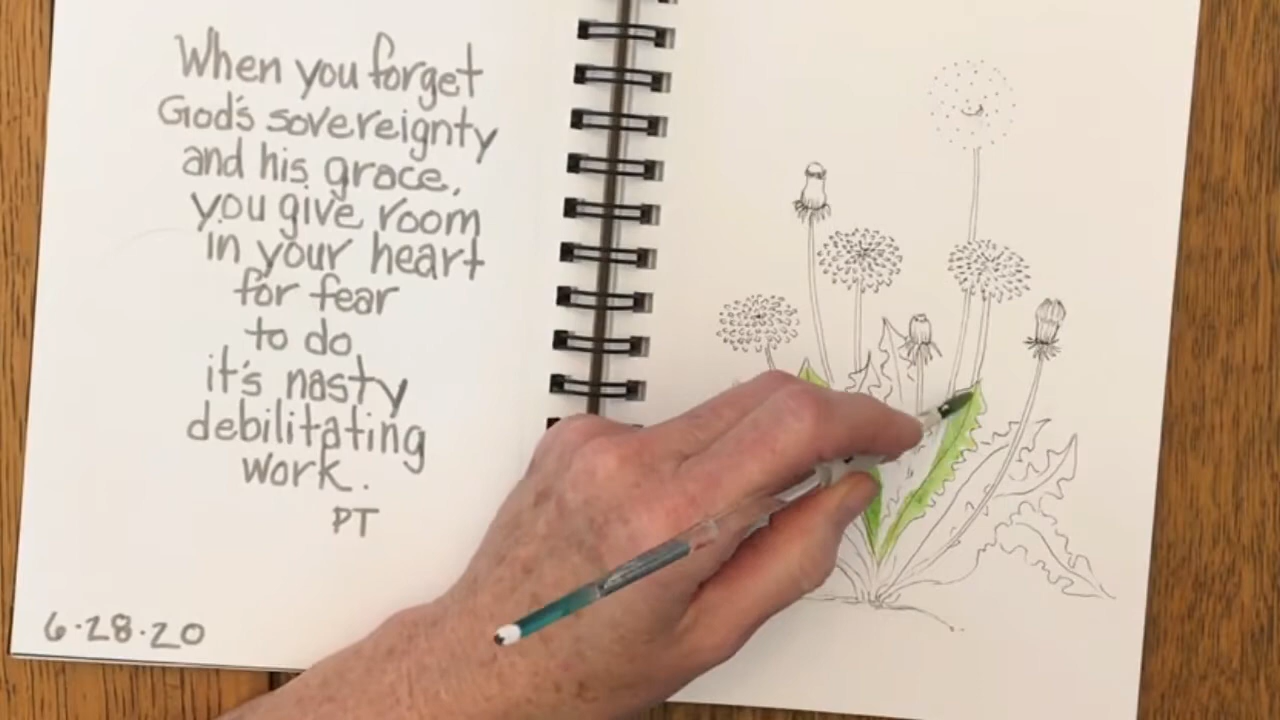 When you forget
God's sovereignty
and his grace,
you give room
in your heart
for fear
to do
it's nasty
debilitating
work.
PT
6.28.20